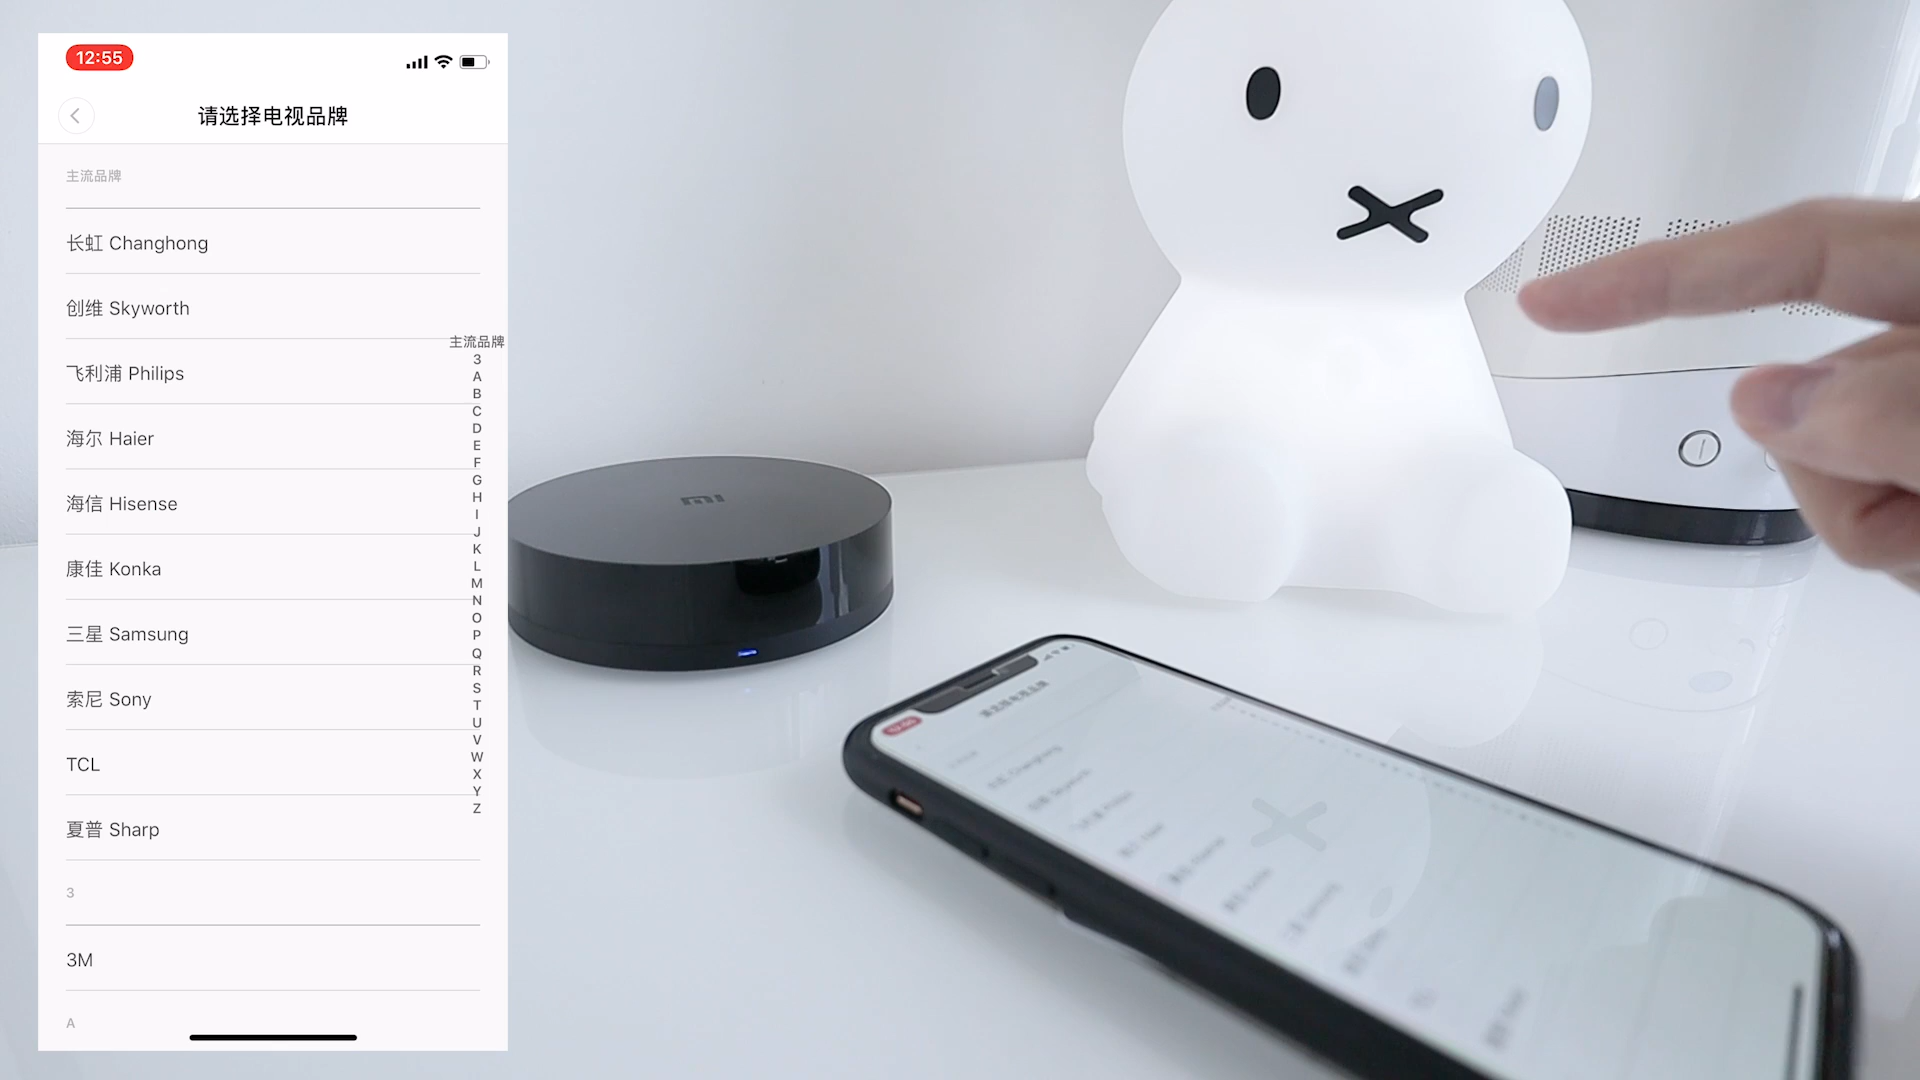 12:55
请选择电视品牌
主流品牌
长虹 Changhong
创维 Skyworth
飞利浦 Philips
海尔 Haier
海信 Hisense
康佳 Konka
三星 Samsung
索尼 Sony
TCL
夏普 Sharp
3
3M
A
主流品牌
3
A
B
C
D
E
F
G
H
I
J
K
L
M
N
O
P
Q
R
S
T
U
V
W
X
Y
Z
mi